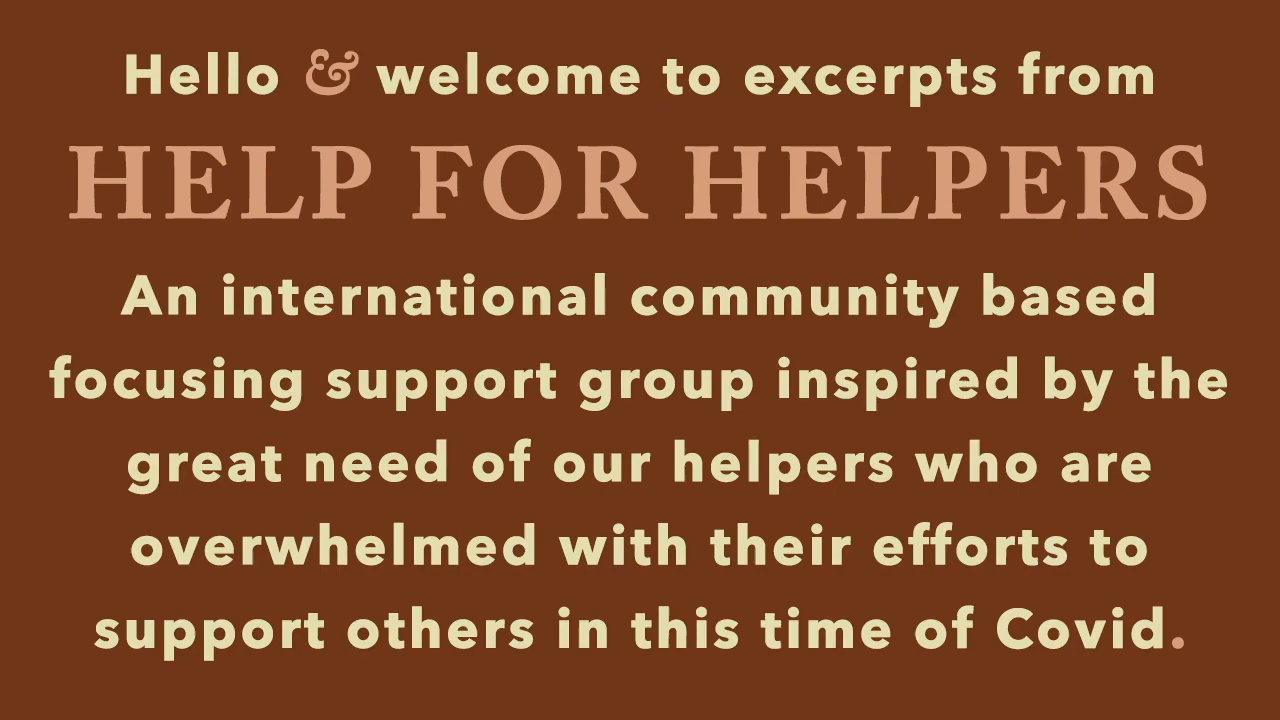 Hello & welcome to excerpts from
HELP FOR HELPERS
An international community based
focusing support group inspired by the
great need of our helpers who are
overwhelmed with their efforts to
support others in this time of Covid.